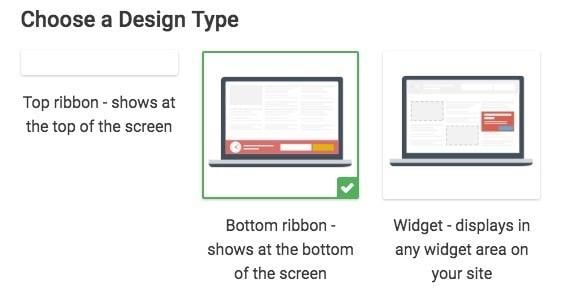 Choose a Design Type
Top ribbon - shows at
the top of the screen
Bottom ribbon -
shows at the bottom
of the screen
Widget - displays in
any widget area on
your site